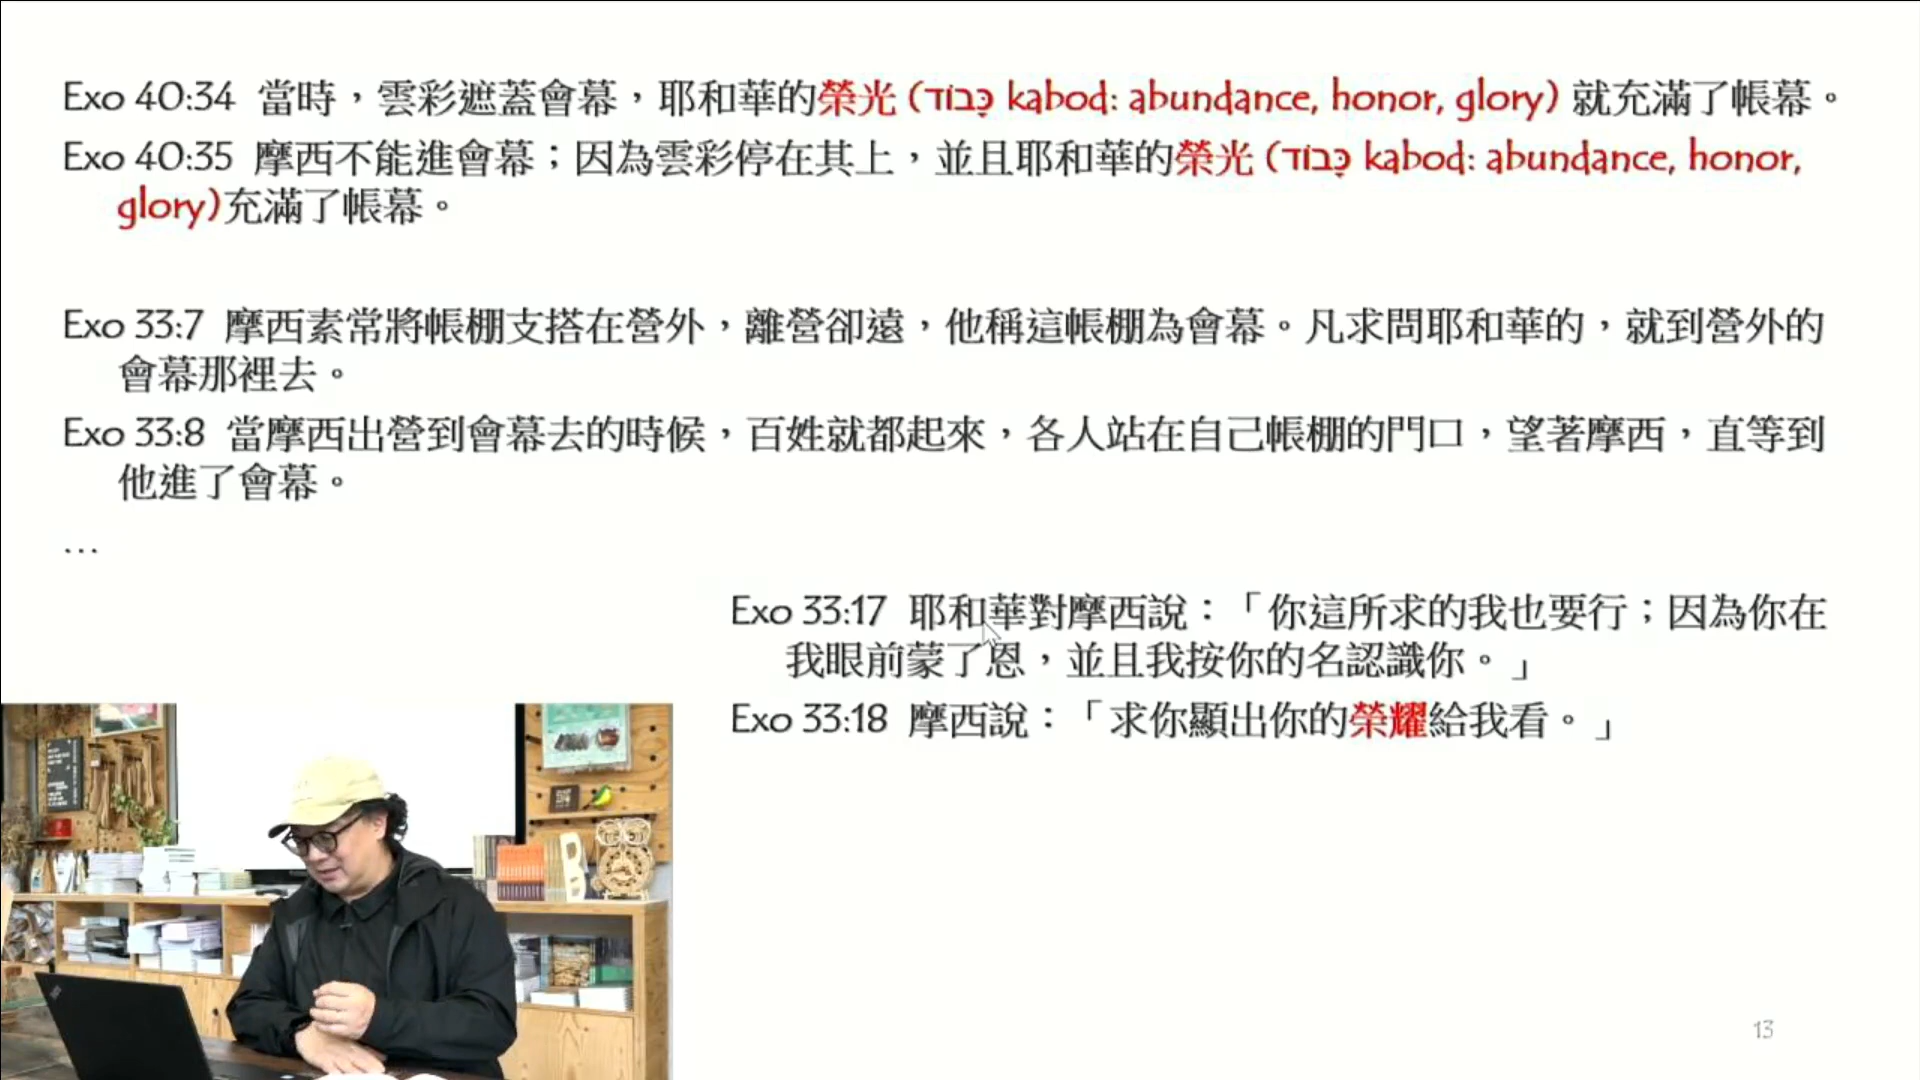 Exo 40:34 當時，雲彩遮蓋會幕，耶和華的榮光 (כָּבוֹד kabod: abundance, honor, glory) 就充滿了帳幕。
Exo 40:35 摩西不能進會幕；因為雲彩停在其上，並且耶和華的榮光 (כָּבוֹד kabod: abundance, honor,
glory)充滿了帳幕。
Exo 33:7 摩西素常將帳棚支搭在營外，離營卻遠，他稱這帳棚為會幕。凡求問耶和華的，就到營外的
會幕那裡去。
Exo 33:8 當摩西出營到會幕去的時候，百姓就都起來，各人站在自己帳棚的門口，望著摩西，直等到
他進了會幕。
…
Exo 33:17 耶和華對摩西說：「你這所求的我也要行；因為你在
我眼前蒙了恩，並且我按你的名認識你。」
Exo 33:18 摩西說：「求你顯出你的榮耀給我看。」
13